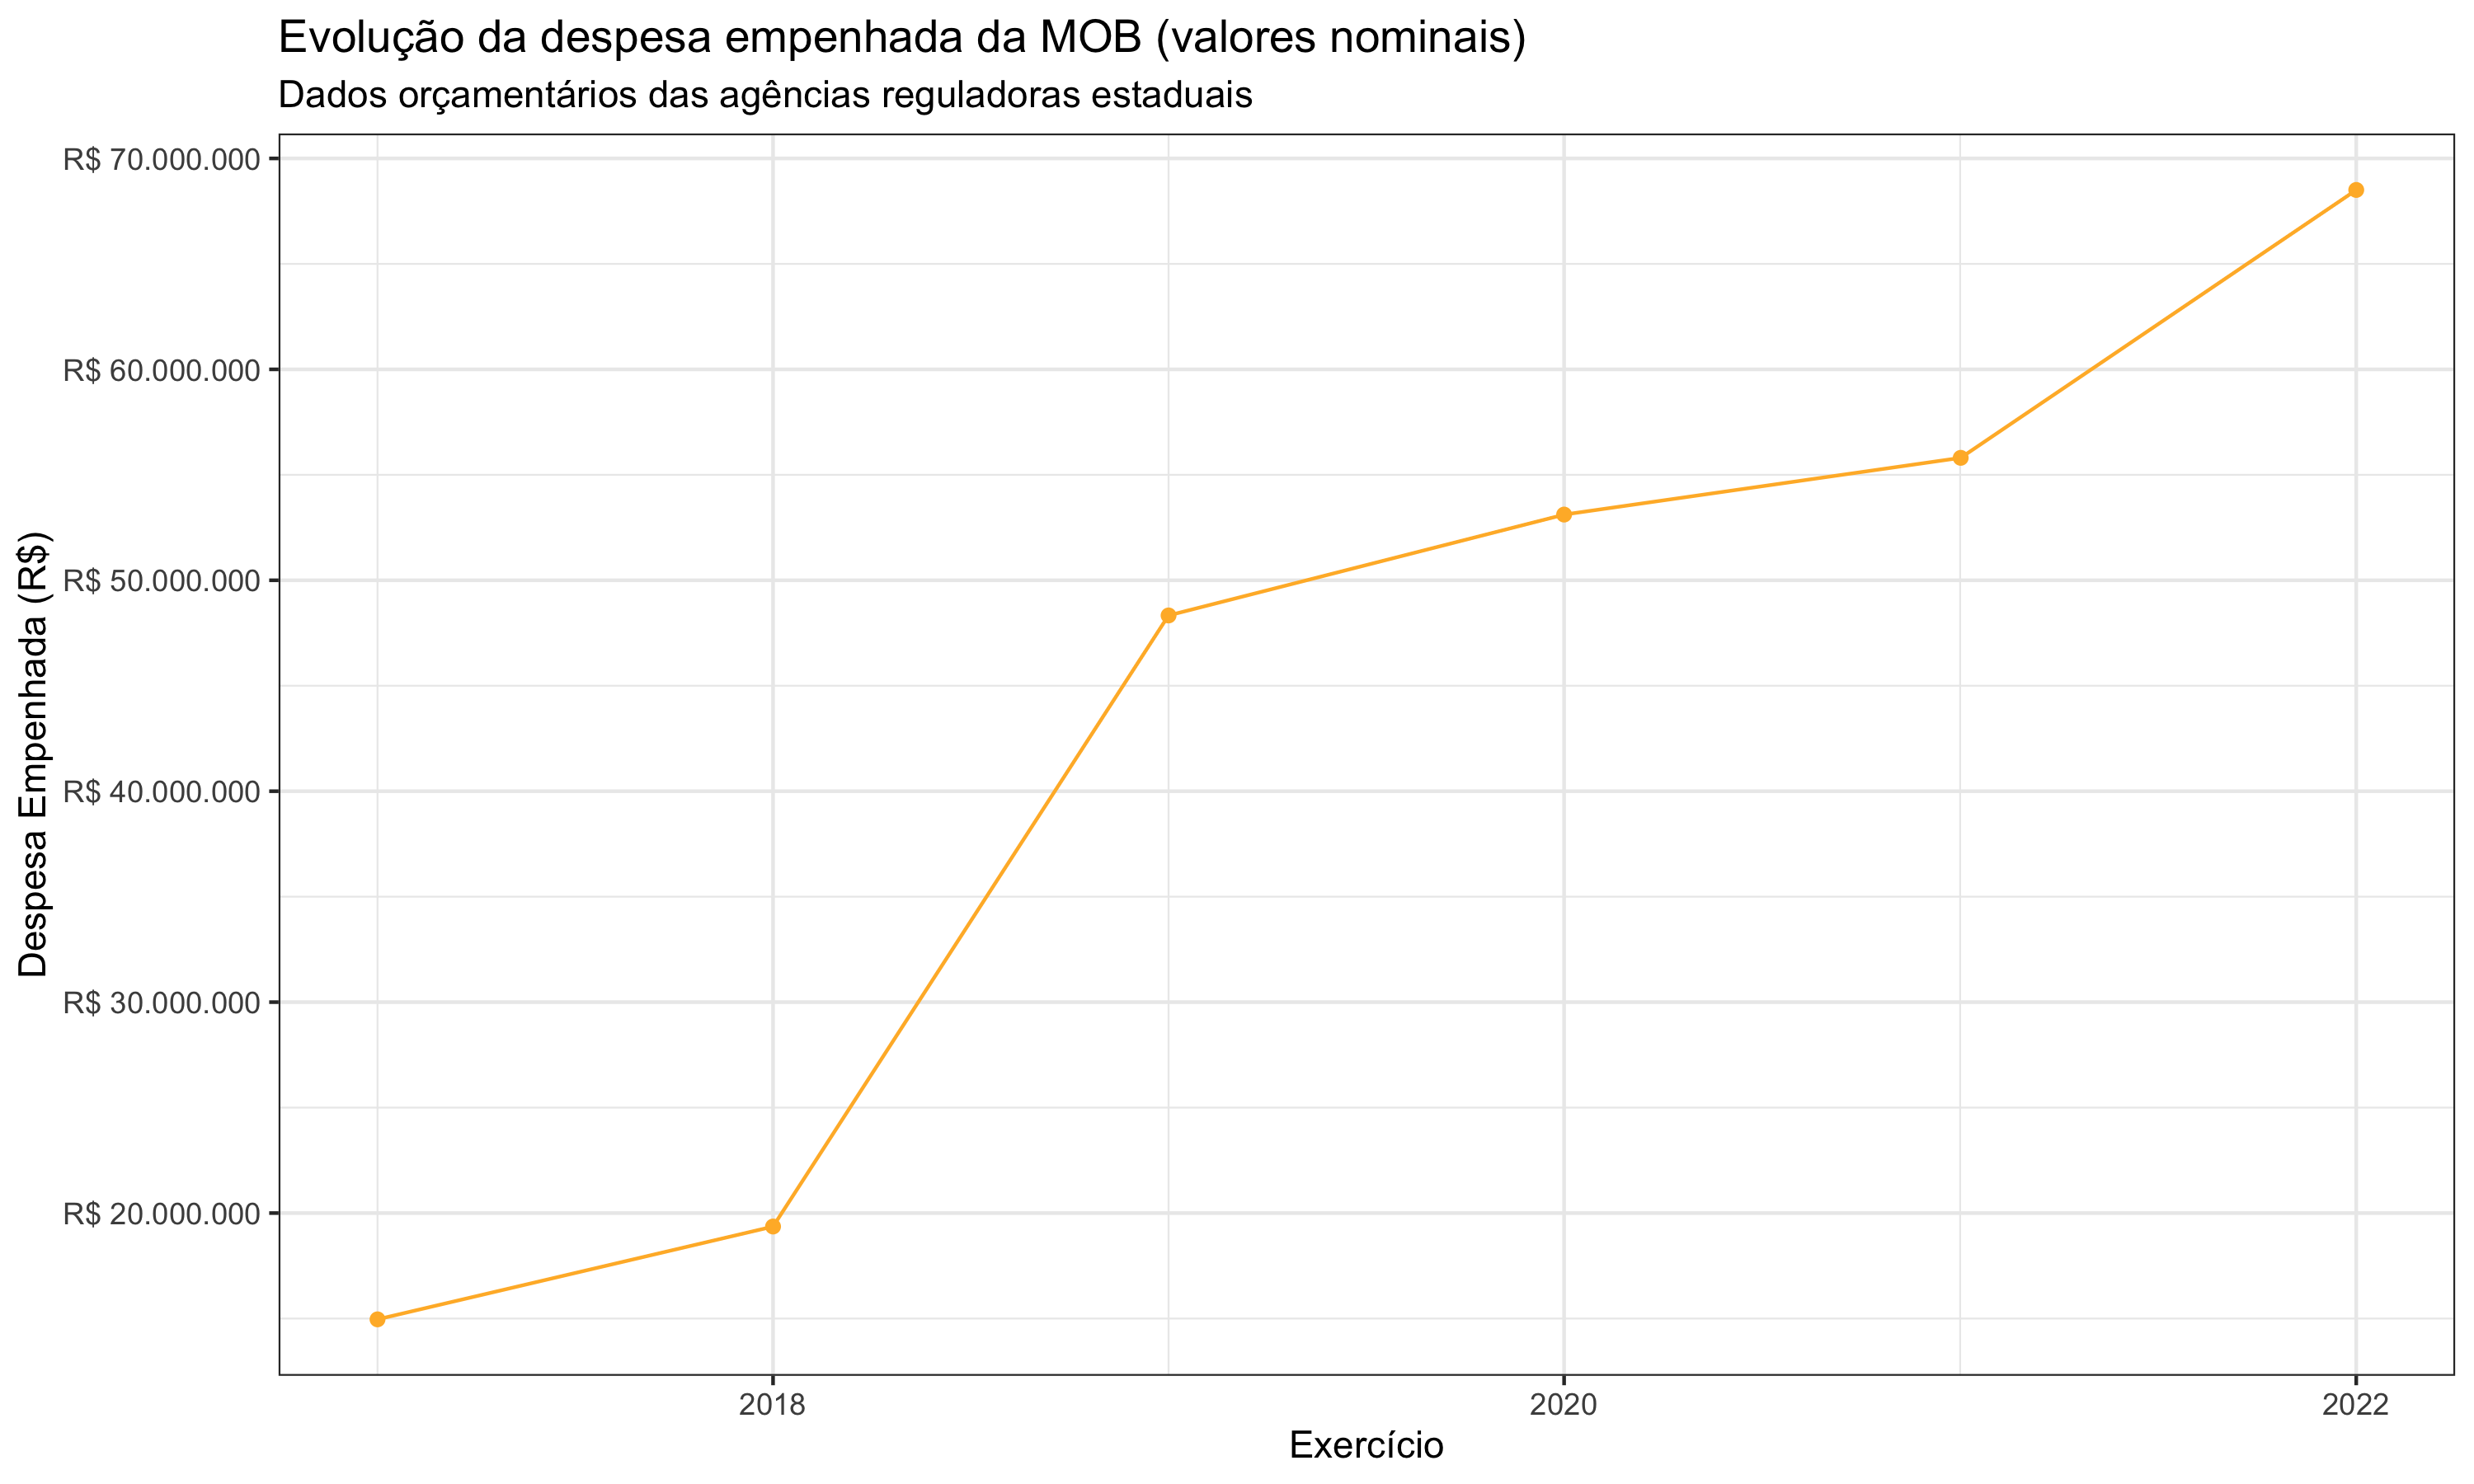 Evolução da despesa empenhada da MOB (valores nominais)
Dados orçamentários das agências reguladoras estaduais
Despesa Empenhada (R$)
R$ 70.000.000
R$ 60.000.000
R$ 50.000.000
R$ 40.000.000
R$ 30.000.000
R$ 20.000.000
2018
2020
2022
Exercício